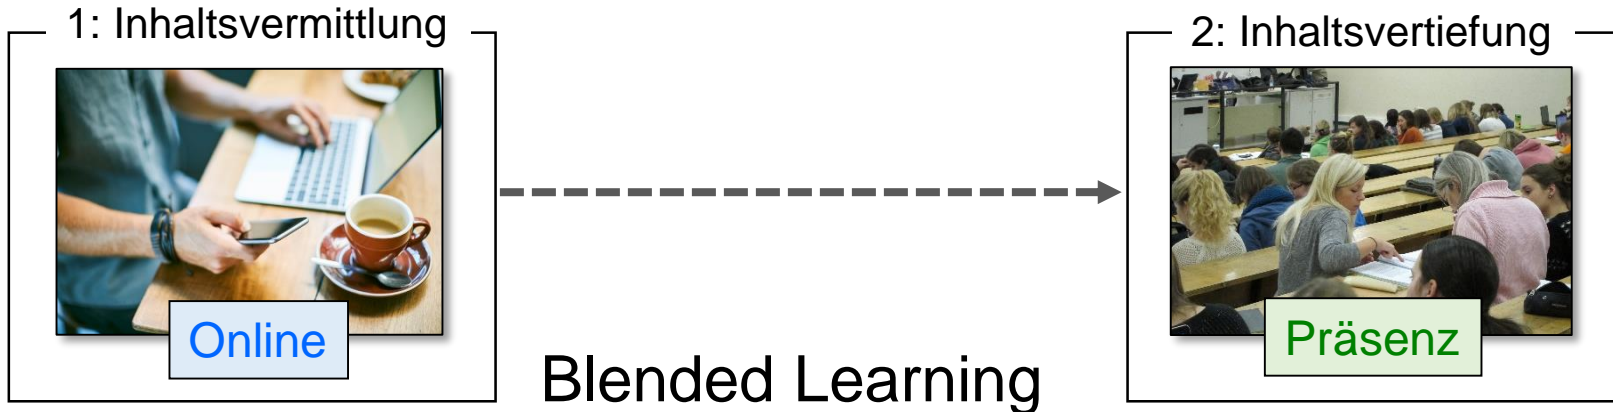 1: Inhaltsvermittlung
2: Inhaltsvertiefung
Online
Präsenz
Blended Learning